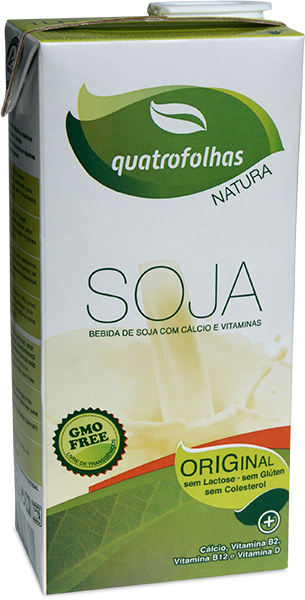 quatrofolhas
NATURA
SOJA
BEBIDA DE SOJA COM CÁLCIO E VITAMINAS
GMO
FREE
LIVRE DE TRANSGÉNICOS
ORIGINAL
sem Lactose · sem Glúten
sem Colesterol
Cálcio, Vitamina B2,
Vitamina B12 e Vitamina D